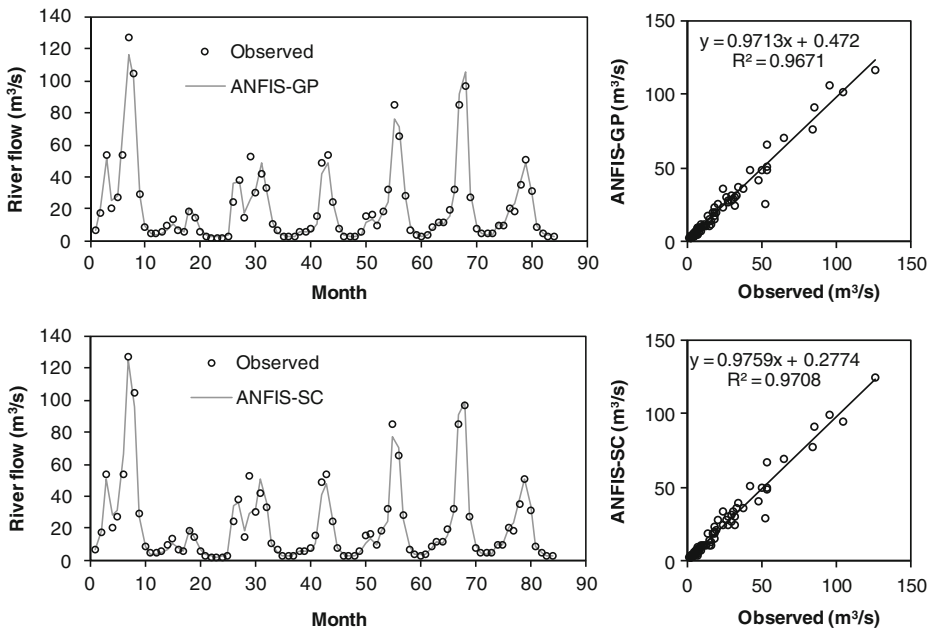 140
120
100
80
60
40
20
0
River flow (m³/s)
Observed
ANFIS-GP
0 10 20 30 40 50 60 70 80 90
Month
150
100
50
0
ANFIS-GP (m³/s)
y = 0.9713x + 0.472
R² = 0.9671
0 50 100 150
Observed (m³/s)
140
120
100
80
60
40
20
0
River flow (m³/s)
Observed
ANFIS-SC
0 10 20 30 40 50 60 70 80 90
Month
150
100
50
0
ANFIS-SC (m³/s)
y = 0.9759x + 0.2774
R² = 0.9708
0 50 100 150
Observed (m³/s)